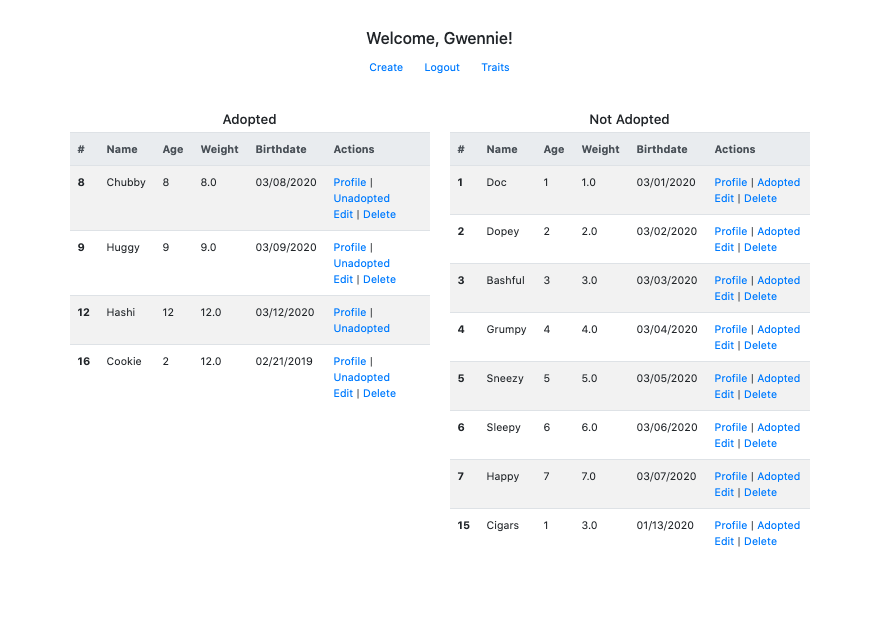 Welcome, Gwennie!
Create Logout Traits
Adopted
# Name Age Weight Birthdate Actions
8 Chubby 8 8.0 03/08/2020 Profile |
Unadopted
Edit | Delete
9 Huggy 9 9.0 03/09/2020 Profile |
Unadopted
Edit | Delete
12 Hashi 12 12.0 03/12/2020 Profile |
Unadopted
16 Cookie 2 12.0 02/21/2019 Profile |
Unadopted
Edit | Delete
Not Adopted
# Name Age Weight Birthdate Actions
1 Doc 1 1.0 03/01/2020 Profile | Adopted
Edit | Delete
2 Dopey 2 2.0 03/02/2020 Profile | Adopted
Edit | Delete
3 Bashful 3 3.0 03/03/2020 Profile | Adopted
Edit | Delete
4 Grumpy 4 4.0 03/04/2020 Profile | Adopted
Edit | Delete
5 Sneezy 5 5.0 03/05/2020 Profile | Adopted
Edit | Delete
6 Sleepy 6 6.0 03/06/2020 Profile | Adopted
Edit | Delete
7 Happy 7 7.0 03/07/2020 Profile | Adopted
Edit | Delete
15 Cigars 1 3.0 01/13/2020 Profile | Adopted
Edit | Delete